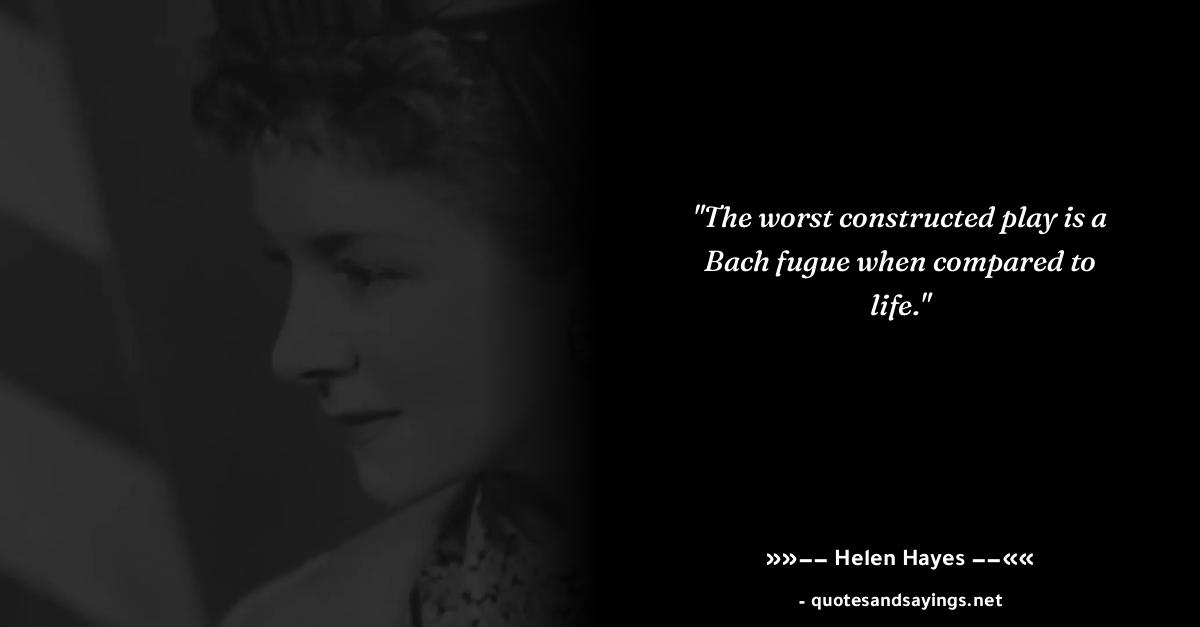 "The worst constructed play is a
Bach fugue when compared to
life."
»»−− Helen Hayes −−««
- quotesandsayings.net